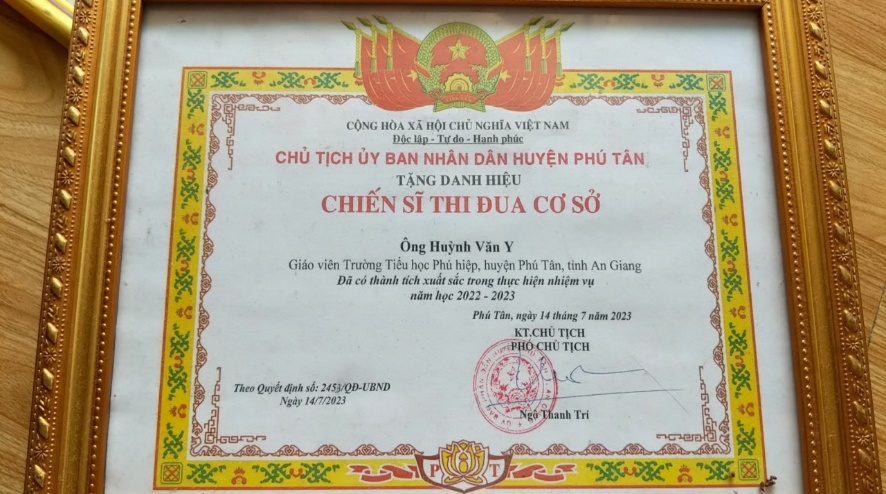 CỘNG HÒA XÃ HỘI CHỦ NGHĨA VIỆT NAM
Độc lập - Tự do - Hạnh phúc
CHỦ TỊCH ỦY BAN NHÂN DÂN HUYỆN PHÚ TÂN
TẶNG DANH HIỆU
CHIẾN SĨ THI ĐUA CƠ SỞ
Ông Huỳnh Văn Y
Giáo viên Trường Tiểu học Phú hiệp, huyện Phú Tân, tỉnh An Giang
Đã có thành tích xuất sắc trong thực hiện nhiệm vụ
năm học 2022 - 2023
Phú Tân, ngày 14 tháng 7 năm 2023
KT.CHỦ TỊCH
PHÓ CHỦ TỊCH
Theo Quyết định số: 2453/QĐ-UBND
Ngày 14/7/2023
Ngô Thanh Trí
P T